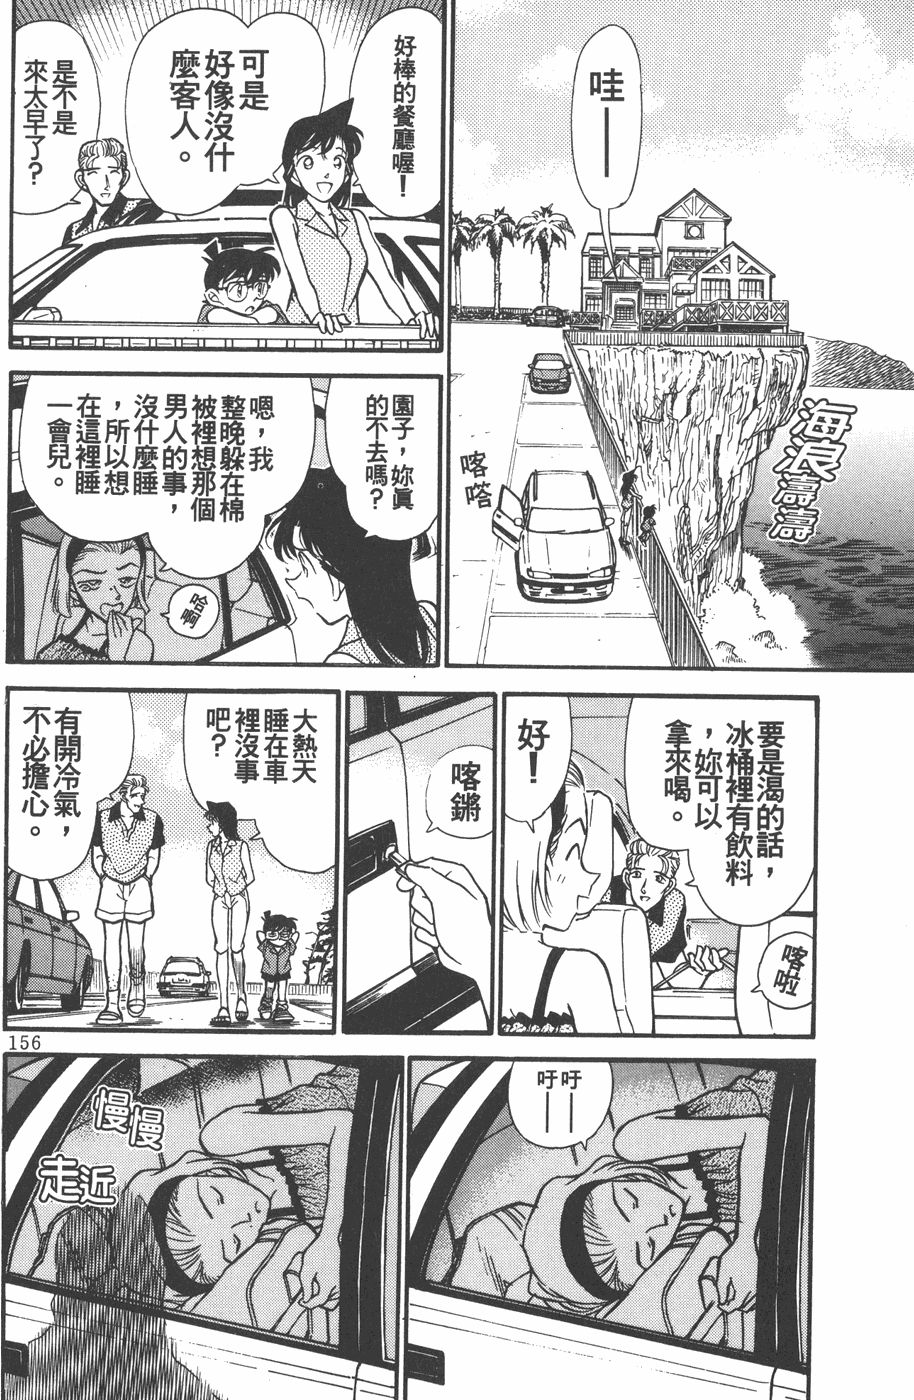 哇｜
喀嗒
海浪濤濤
好棒的餐廳喔！
可是
好像沒什
麼客人。
是不是
來太早了？
園子，妳真
的不去嗎？
嗯，我
整晚躲在棉
被裡想那個
男人的事，
沒什麼睡
，所以想
在這裡睡
一會兒。
哈啊
要是渴的話，
冰桶裡有飲料
，妳可以
拿來喝。
喀啦
好！
喀鏘
大熱天
睡在車
裡沒事
吧？
有開冷氣，
不必擔心。
156
吁｜
吁｜
慢慢
走近